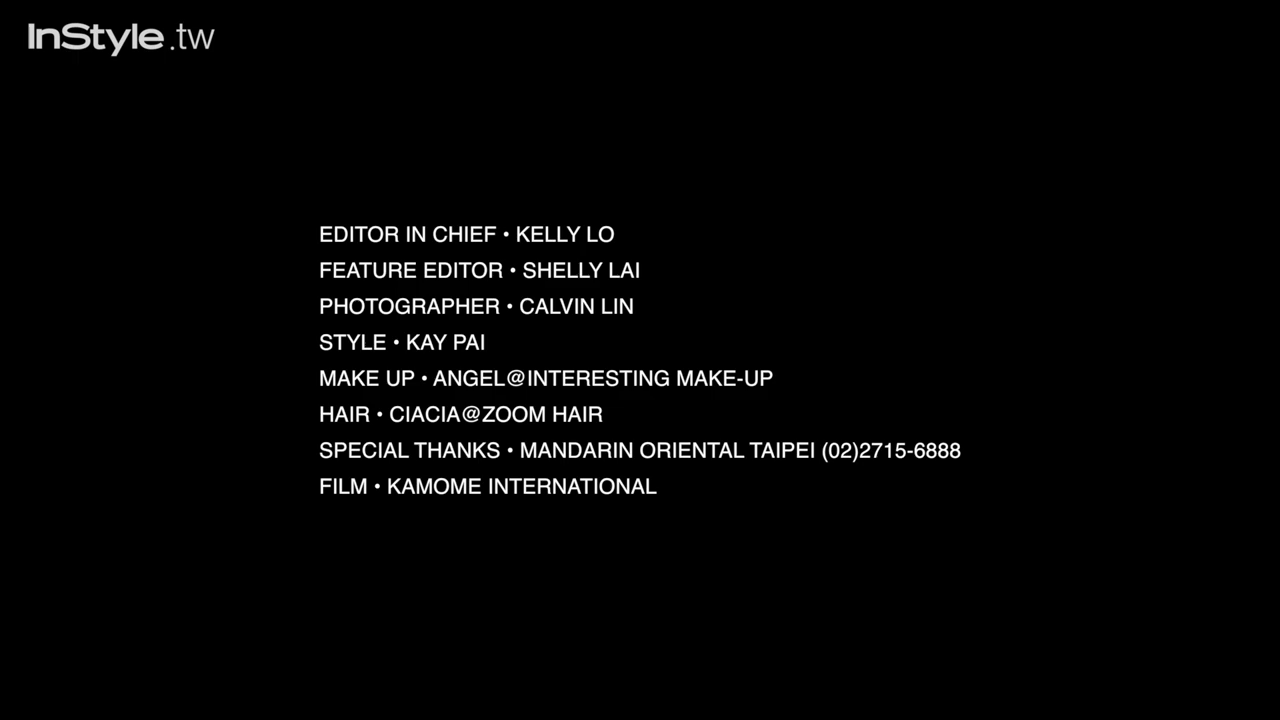 InStyle.tw
EDITOR IN CHIEF • KELLY LO
FEATURE EDITOR • SHELLY LAI
PHOTOGRAPHER • CALVIN LIN
STYLE • KAY PAI
MAKE UP • ANGEL@INTERESTING MAKE-UP
HAIR • CIACIA@ZOOM HAIR
SPECIAL THANKS • MANDARIN ORIENTAL TAIPEI (02)2715-6888
FILM • KAMOME INTERNATIONAL